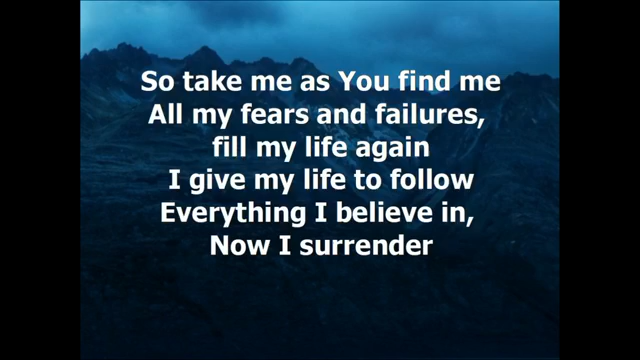 So take me as You find me
All my fears and failures,
fill my life again
I give my life to follow
Everything I believe in,
Now I surrender